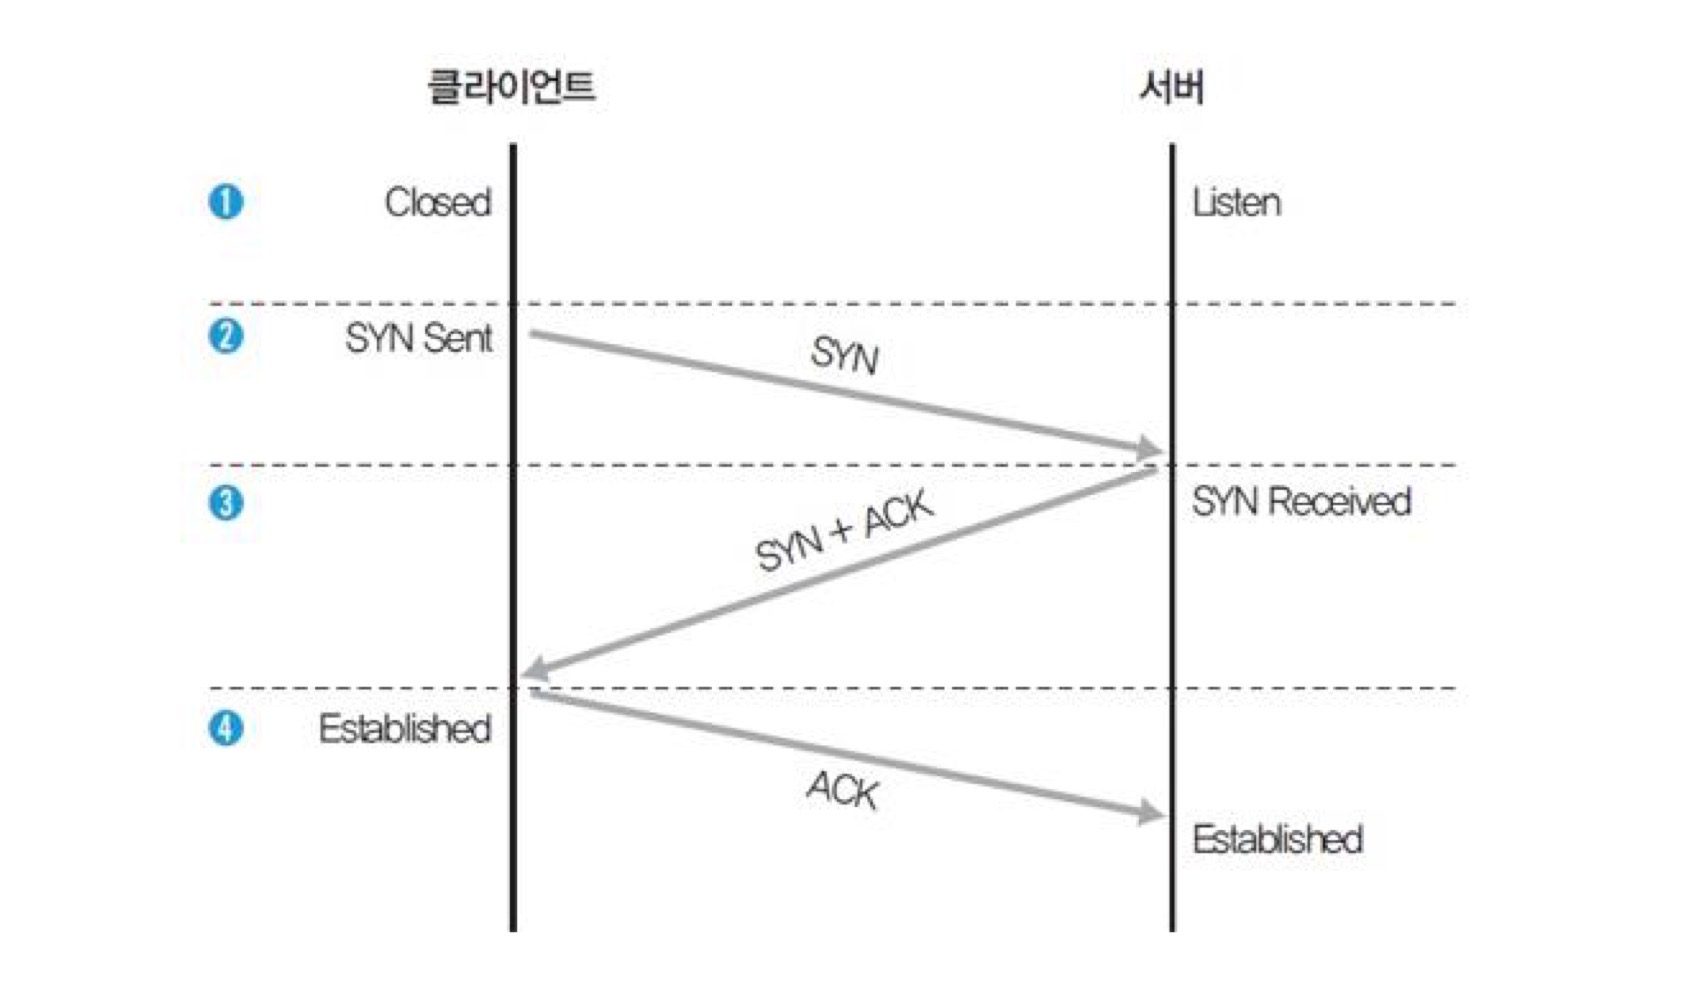 클라이언트 서버
1 Closed Listen
2 SYN Sent SYN
3 SYN Received
SYN + ACK
4 Established
ACK
Established